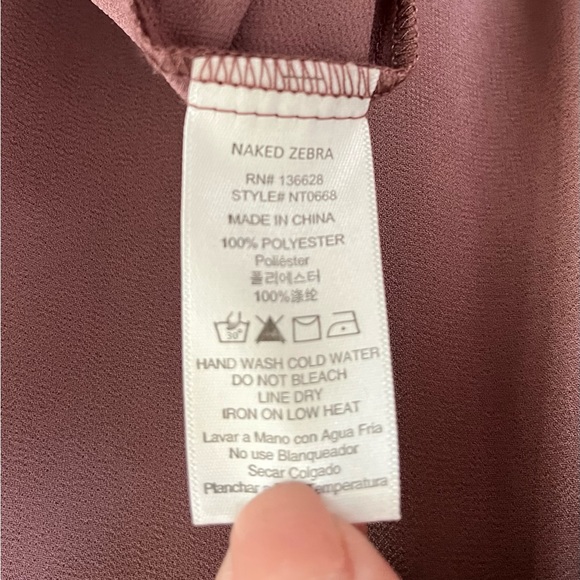 NAKED ZEBRA
RN# 136628
STYLE# NT0668
MADE IN CHINA
100% POLYESTER
Poliéster
폴리에스터
100%涤纶
30°
HAND WASH COLD WATER
DO NOT BLEACH
LINE DRY
IRON ON LOW HEAT
Lavar a Mano con Agua Fria
No use Blanqueador
Secar Colgado
Planchar Temperatura